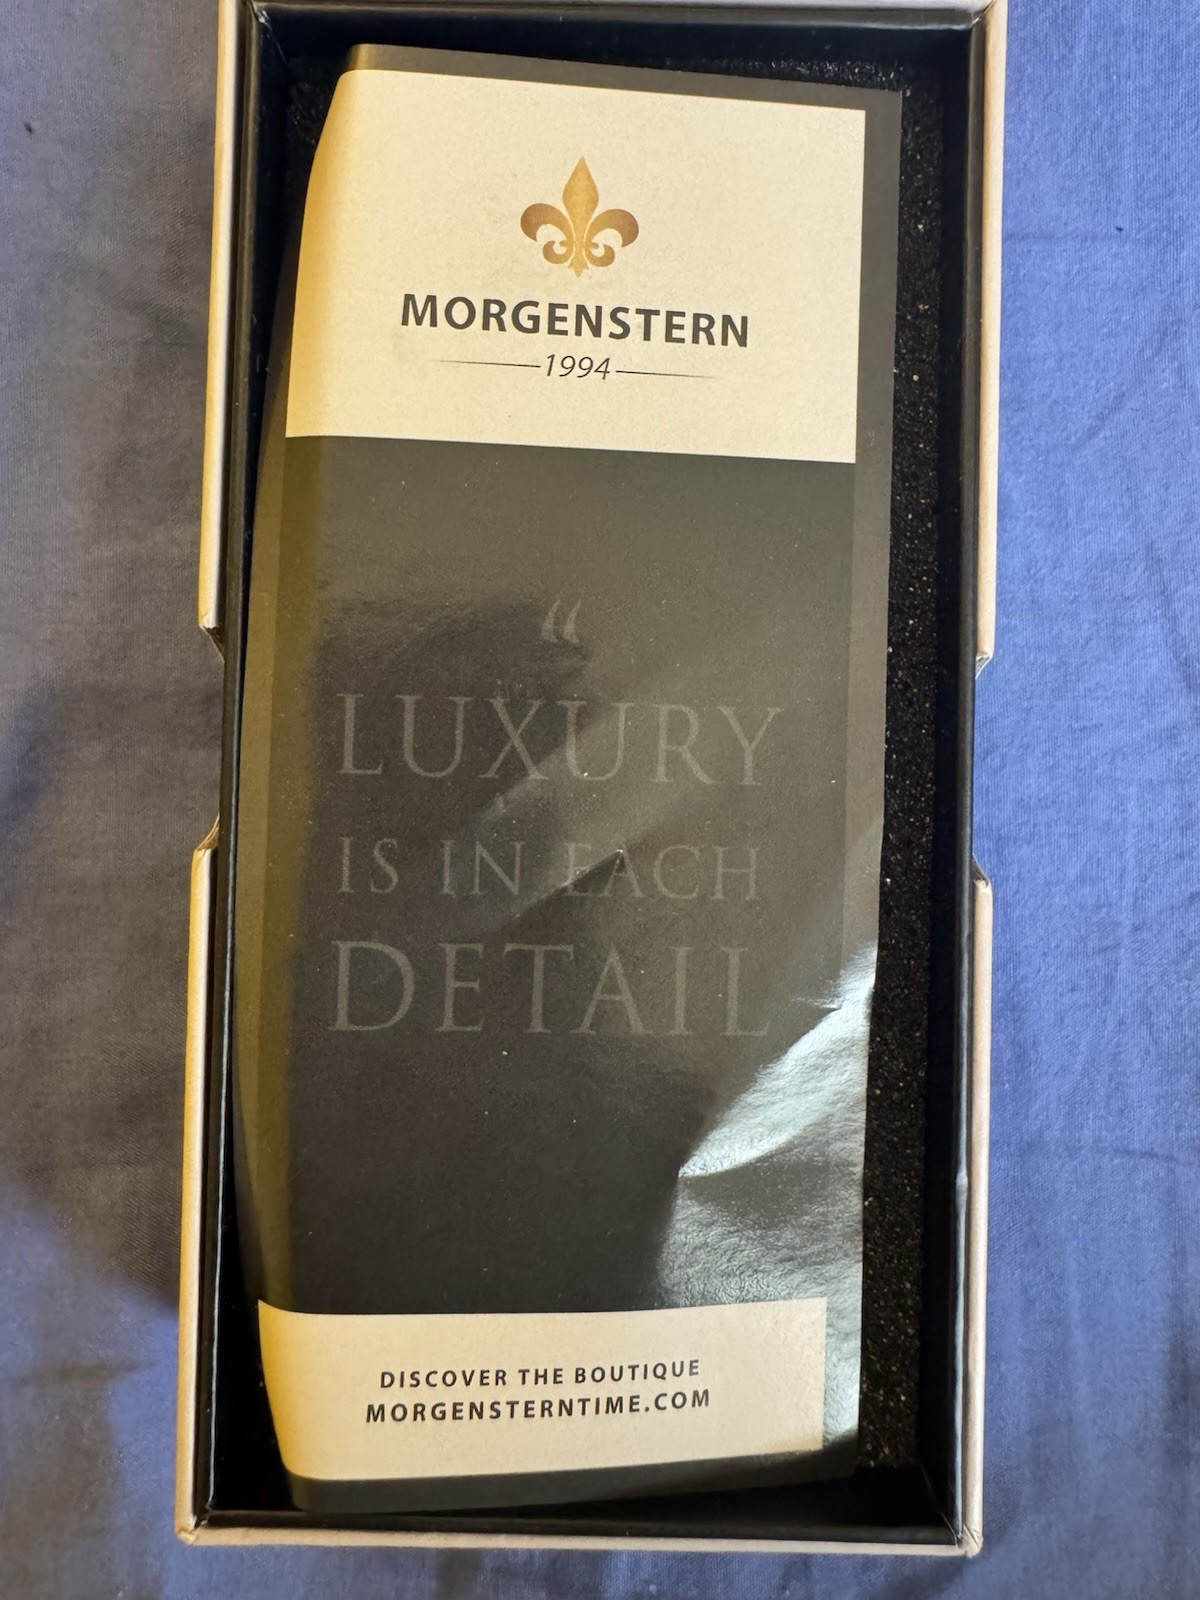 MORGENSTERN
1994
“
LUXURY
IS IN EACH
DETAIL
DISCOVER THE BOUTIQUE
MORGENSTERNTIME.COM